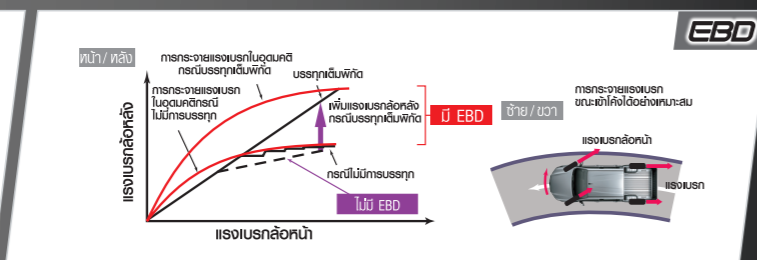 EBD
หน้า / หลัง
การกระจายแรงเบรกในอุดมคติ
กรณีบรรทุกเต็มพิกัด
บรรทุกเต็มพิกัด
การกระจายแรงเบรก
ในอุดมคติกรณี
ไม่มีการบรรทุก
เพิ่มแรงเบรกล้อหลัง
กรณีบรรทุกเต็มพิกัด
มี EBD
แรงเบรกล้อหลัง
กรณีไม่มีการบรรทุก
ไม่มี EBD
แรงเบรกล้อหน้า
ซ้าย / ขวา
การกระจายแรงเบรก
ขณะเข้าโค้งได้อย่างเหมาะสม
แรงเบรกล้อหน้า
แรงเบรก